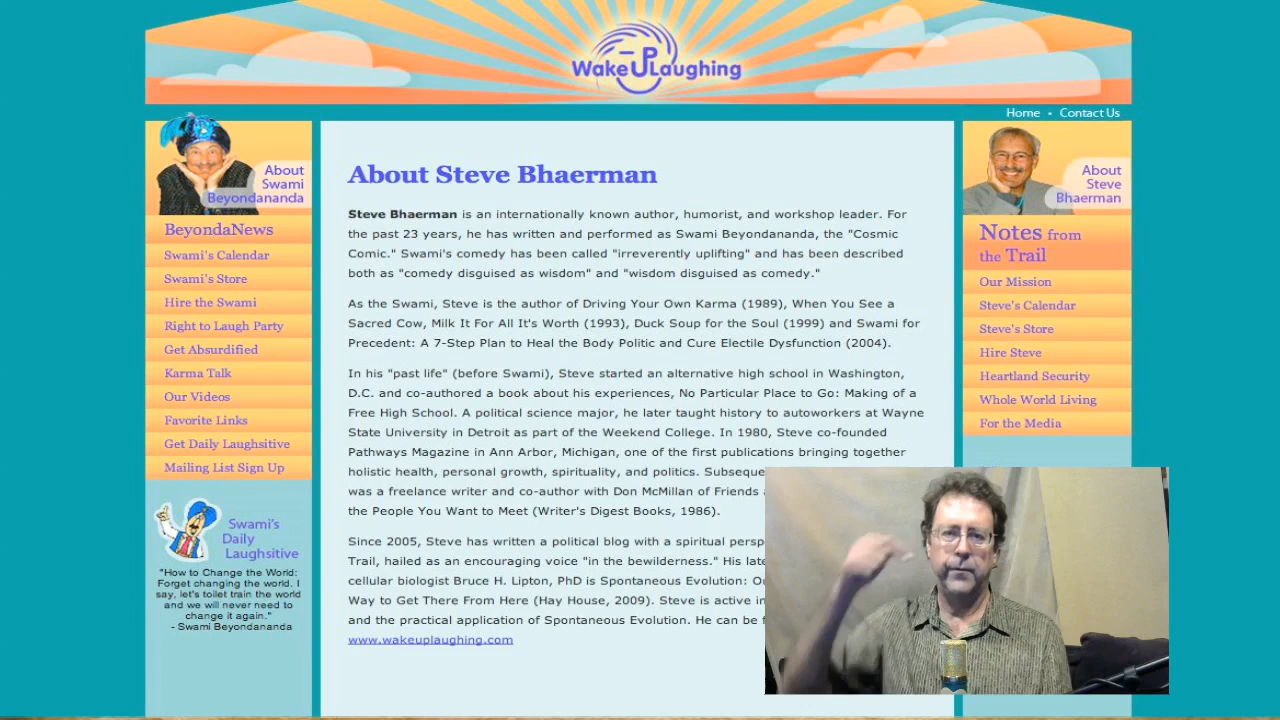 Wake UP Laughing
Home • Contact Us
About
Swami
Beyondananda
BeyondaNews
Swami's Calendar
Swami's Store
Hire the Swami
Right to Laugh Party
Get Absurdified
Karma Talk
Our Videos
Favorite Links
Get Daily Laughsitive
Mailing List Sign Up
Swami's
Daily
Laughsitive
"How to Change the World:
Forget changing the world. I
say, let's toilet train the world
and we will never need to
change it again."
- Swami Beyondananda
About Steve Bhaerman
Steve Bhaerman is an internationally known author, humorist, and workshop leader. For
the past 23 years, he has written and performed as Swami Beyondananda, the "Cosmic
Comic." Swami's comedy has been called "irreverently uplifting" and has been described
both as "comedy disguised as wisdom" and "wisdom disguised as comedy."
As the Swami, Steve is the author of Driving Your Own Karma (1989), When You See a
Sacred Cow, Milk It For All It's Worth (1993), Duck Soup for the Soul (1999) and Swami for
Precedent: A 7-Step Plan to Heal the Body Politic and Cure Electile Dysfunction (2004).
In his "past life" (before Swami), Steve started an alternative high school in Washington,
D.C. and co-authored a book about his experiences, No Particular Place to Go: Making of a
Free High School. A political science major, he later taught history to autoworkers at Wayne
State University in Detroit as part of the Weekend College. In 1980, Steve co-founded
Pathways Magazine in Ann Arbor, Michigan, one of the first publications bringing together
holistic health, personal growth, spirituality, and politics. Subseque
was a freelance writer and co-author with Don McMillan of Friends
the People You Want to Meet (Writer's Digest Books, 1986).
Since 2005, Steve has written a political blog with a spiritual persp
Trail, hailed as an encouraging voice "in the bewilderness." His late
cellular biologist Bruce H. Lipton, PhD is Spontaneous Evolution: Ou
Way to Get There From Here (Hay House, 2009). Steve is active in
and the practical application of Spontaneous Evolution. He can be f
www.wakeuplaughing.com
About
Steve
Bhaerman
Notes from
the Trail
Our Mission
Steve's Calendar
Steve's Store
Hire Steve
Heartland Security
Whole World Living
For the Media